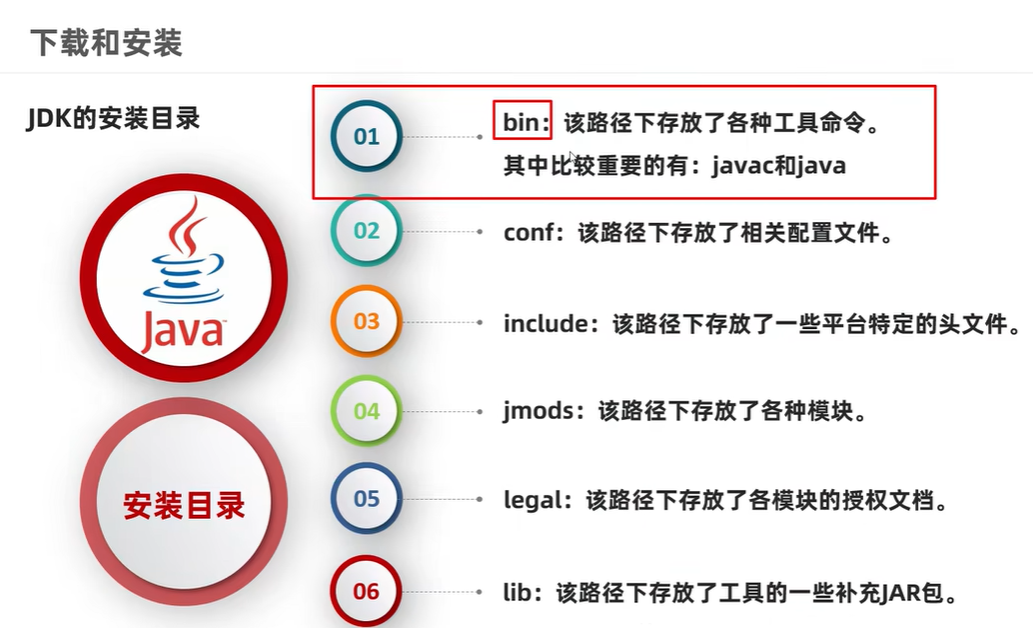 下载和安装
JDK的安装目录
Java
安装目录
01
bin：该路径下存放了各种工具命令。
其中比较重要的有：javac和java
02
conf：该路径下存放了相关配置文件。
03
include：该路径下存放了一些平台特定的头文件。
04
jmods：该路径下存放了各种模块。
05
legal：该路径下存放了各模块的授权文档。
06
lib：该路径下存放了工具的一些补充JAR包。